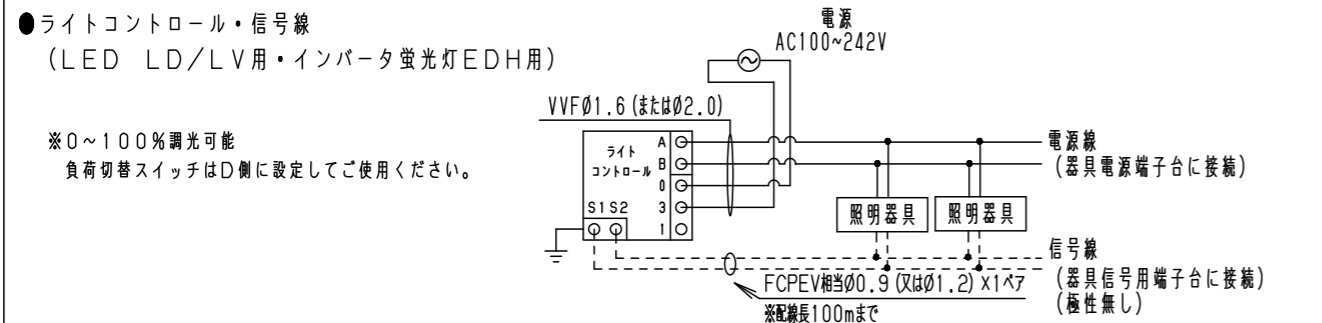 ●ライトコントロール・信号線
(LED LD/LV用・インバータ蛍光灯EDH用)
※0~100%調光可能
負荷切替スイッチはD側に設定してご使用ください。
電源
AC100~242V
VVFØ1.6(またはØ2.0)
ライト
コントロール
A
B
0
3
1
S1 S2
電源線
(器具電源端子台に接続)
照明器具
照明器具
信号線
(器具信号用端子台に接続)
(極性無し)
FCPEV相当Ø0.9(又はØ1.2)×1ペア
※配線長100mまで